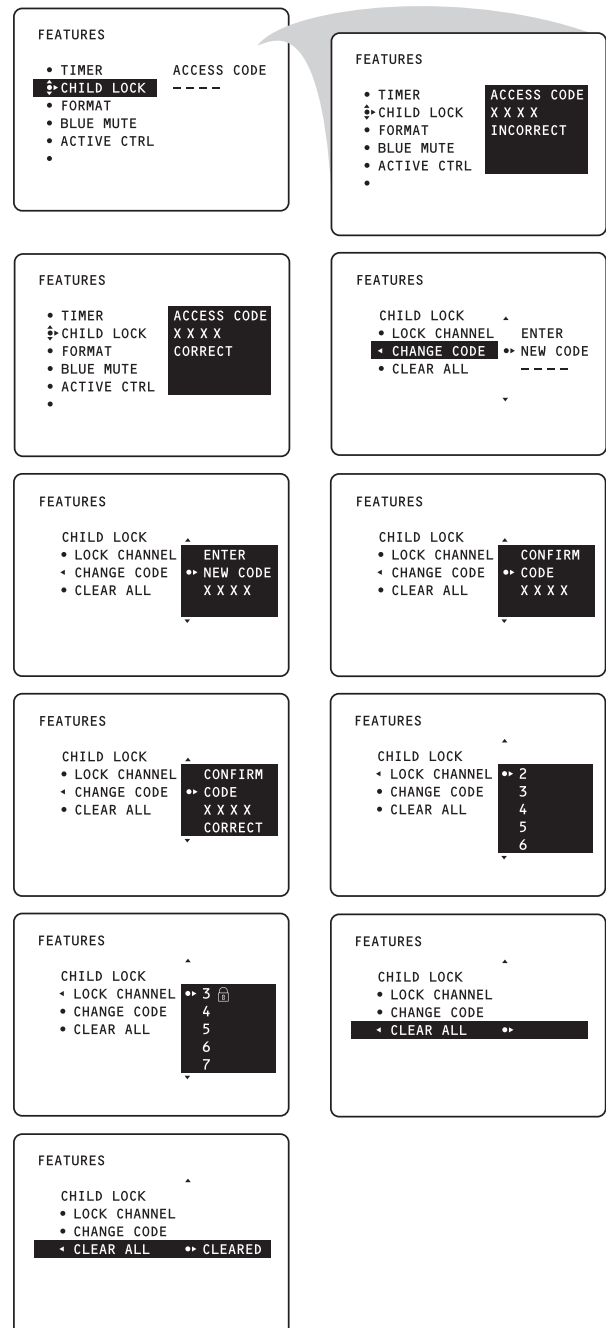 FEATURES
• TIMER ACCESS CODE
CHILD LOCK – – – –
• FORMAT
• BLUE MUTE
• ACTIVE CTRL
•
FEATURES
• TIMER ACCESS CODE
CHILD LOCK X X X X
• FORMAT INCORRECT
• BLUE MUTE
• ACTIVE CTRL
•
FEATURES
• TIMER ACCESS CODE
CHILD LOCK X X X X
• FORMAT CORRECT
• BLUE MUTE
• ACTIVE CTRL
•
FEATURES
CHILD LOCK
• LOCK CHANNEL ENTER
CHANGE CODE NEW CODE
• CLEAR ALL – – – –
FEATURES
CHILD LOCK
• LOCK CHANNEL ENTER
CHANGE CODE NEW CODE
• CLEAR ALL X X X X
FEATURES
CHILD LOCK
• LOCK CHANNEL CONFIRM
CHANGE CODE CODE
• CLEAR ALL X X X X
FEATURES
CHILD LOCK
• LOCK CHANNEL CONFIRM
CHANGE CODE CODE
• CLEAR ALL X X X X
CORRECT
FEATURES
CHILD LOCK
LOCK CHANNEL 2
• CHANGE CODE 3
• CLEAR ALL 4
5
6
FEATURES
CHILD LOCK
LOCK CHANNEL 3
• CHANGE CODE 4
• CLEAR ALL 5
6
7
FEATURES
CHILD LOCK
• LOCK CHANNEL
• CHANGE CODE
CLEAR ALL
FEATURES
CHILD LOCK
• LOCK CHANNEL
• CHANGE CODE
CLEAR ALL CLEARED